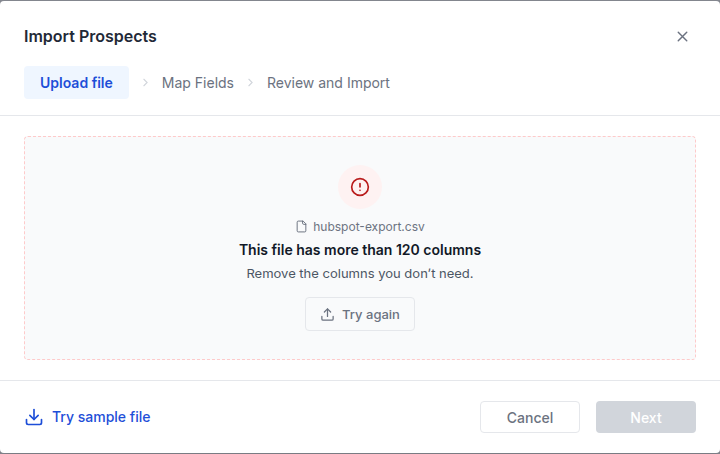 Import Prospects
Upload file
Map Fields
Review and Import
hubspot-export.csv
This file has more than 120 columns
Remove the columns you don’t need.
Try again
Try sample file
Cancel
Next